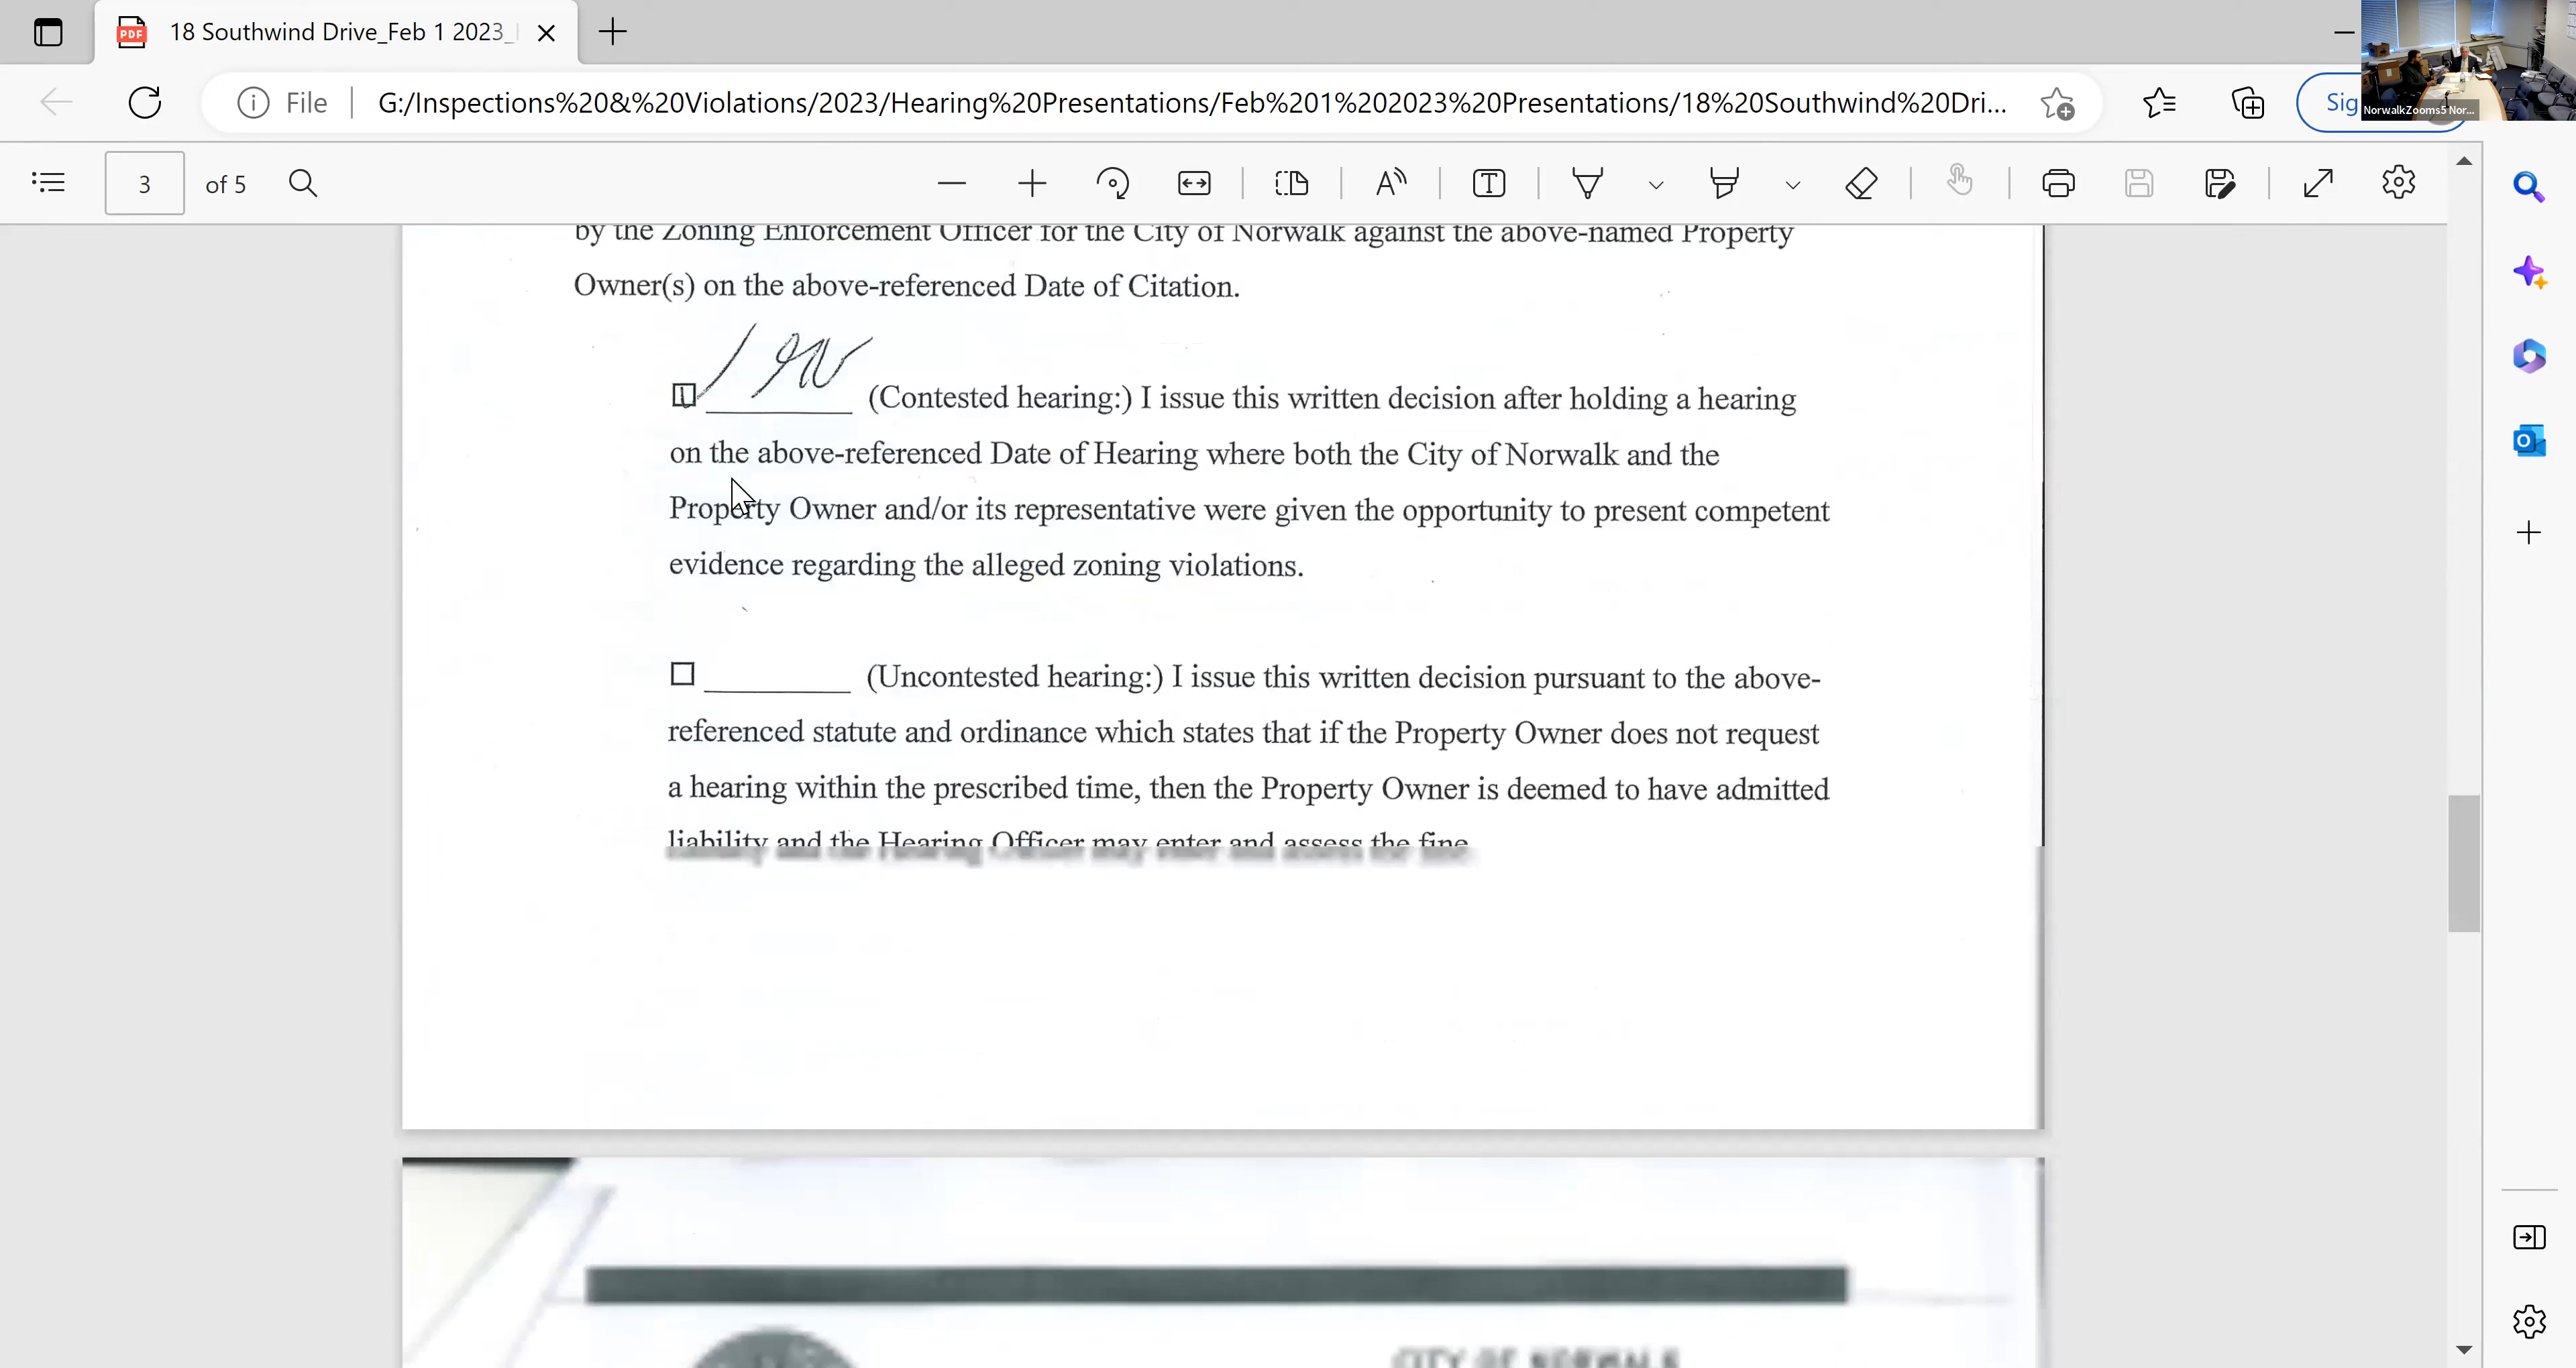 18 Southwind Drive_Feb 1 2023_
File
G:/Inspections%20&%20Violations/2023/Hearing%20Presentations/Feb%201%202023%20Presentations/18%20Southwind%20Dri...
Sig
NorwalkZooms5 Nor...
3 of 5
by the Zoning Enforcement Officer for the City of Norwalk against the above-named Property
Owner(s) on the above-referenced Date of Citation.
(Contested hearing:) I issue this written decision after holding a hearing
on the above-referenced Date of Hearing where both the City of Norwalk and the
Property Owner and/or its representative were given the opportunity to present competent
evidence regarding the alleged zoning violations.
(Uncontested hearing:) I issue this written decision pursuant to the above-
referenced statute and ordinance which states that if the Property Owner does not request
a hearing within the prescribed time, then the Property Owner is deemed to have admitted
liability and the Hearing Officer may enter and assess the fine
CITY OF NORWALK